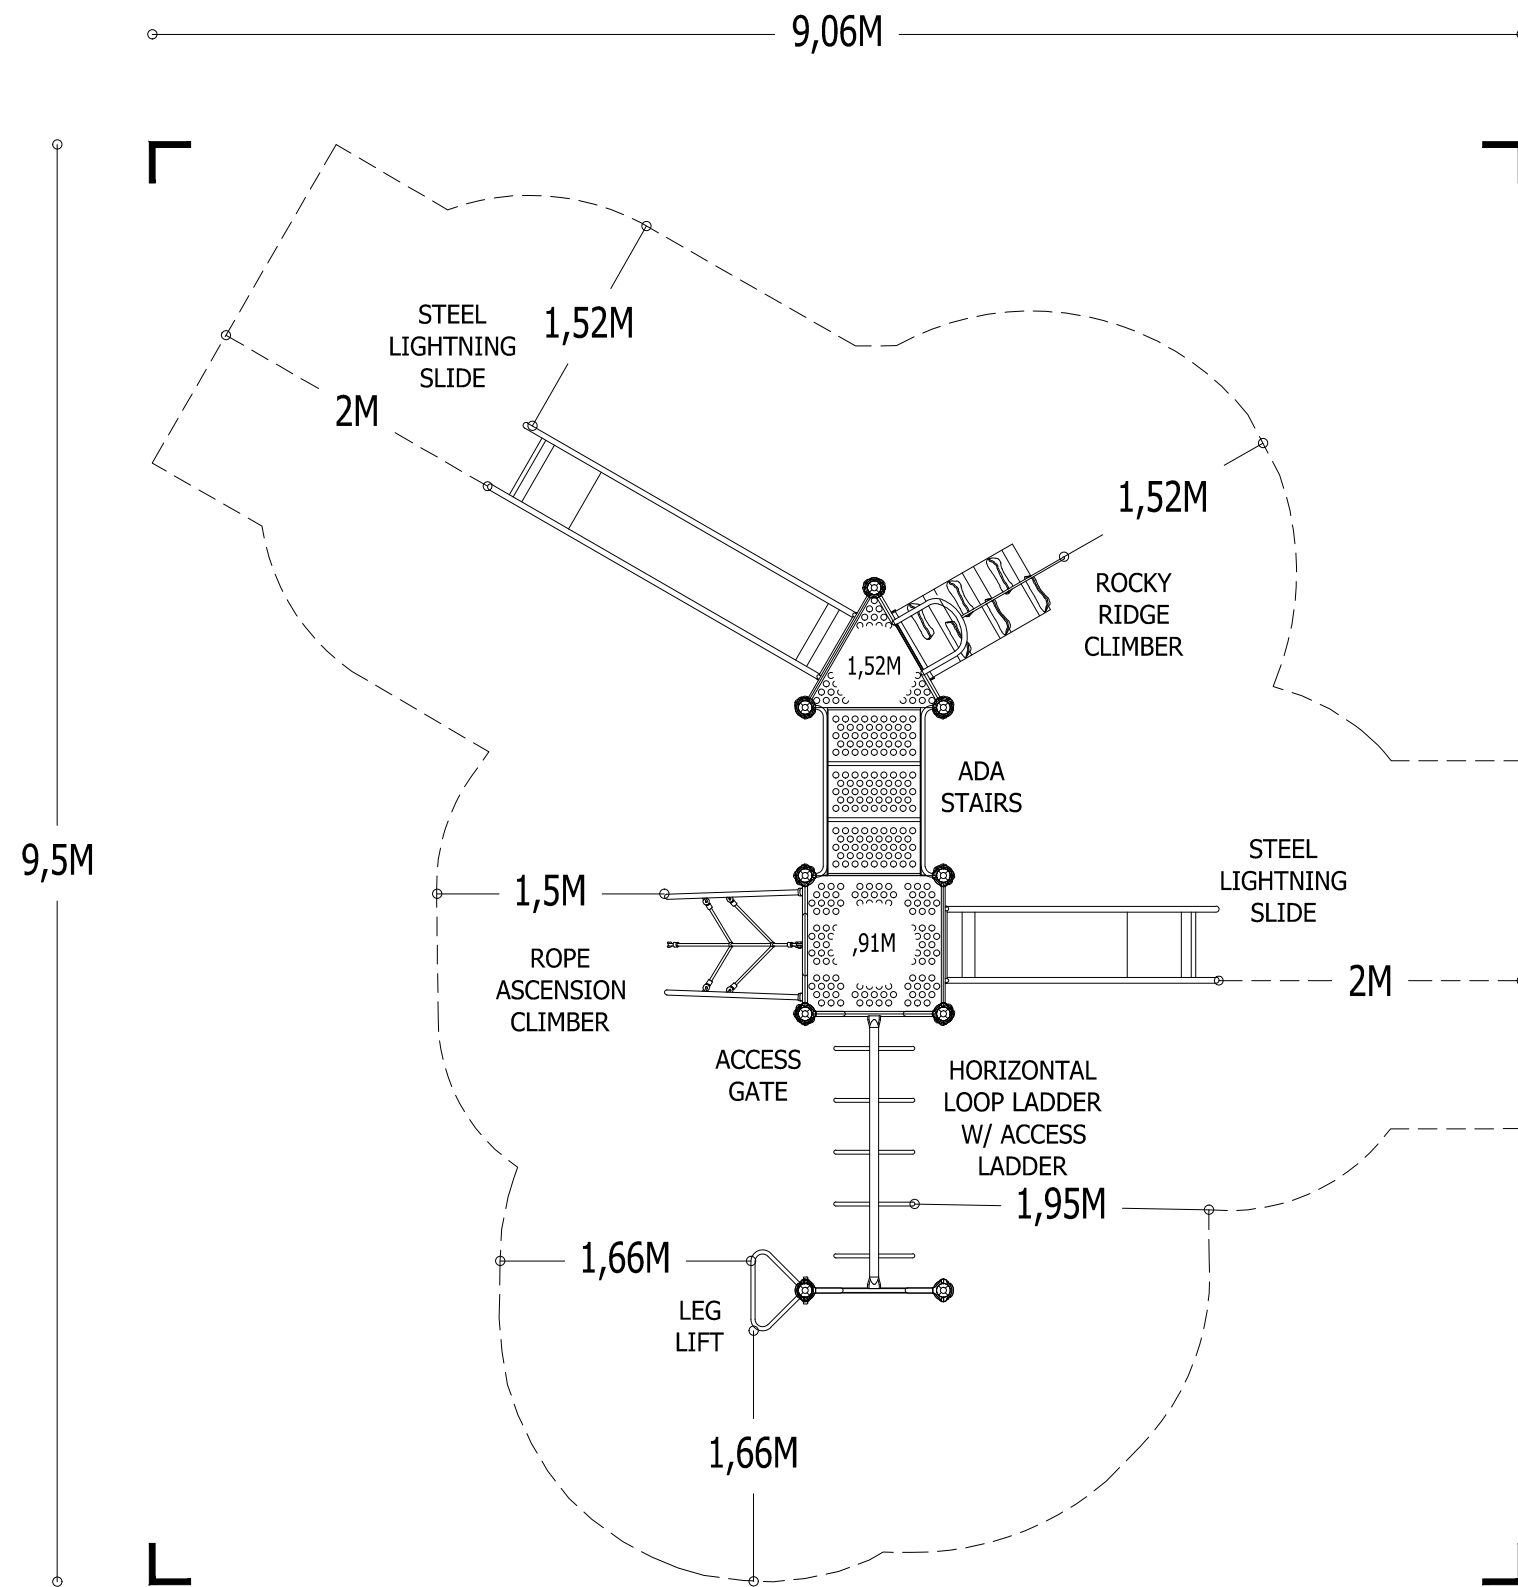 9,06M
STEEL
LIGHTNING
SLIDE
1,52M
2M
1,52M
ROCKY
RIDGE
CLIMBER
1,52M
ADA
STAIRS
9,5M
STEEL
LIGHTNING
SLIDE
1,5M
,91M
2M
ROPE
ASCENSION
CLIMBER
ACCESS
GATE
HORIZONTAL
LOOP LADDER
W/ ACCESS
LADDER
1,95M
1,66M
LEG
LIFT
1,66M